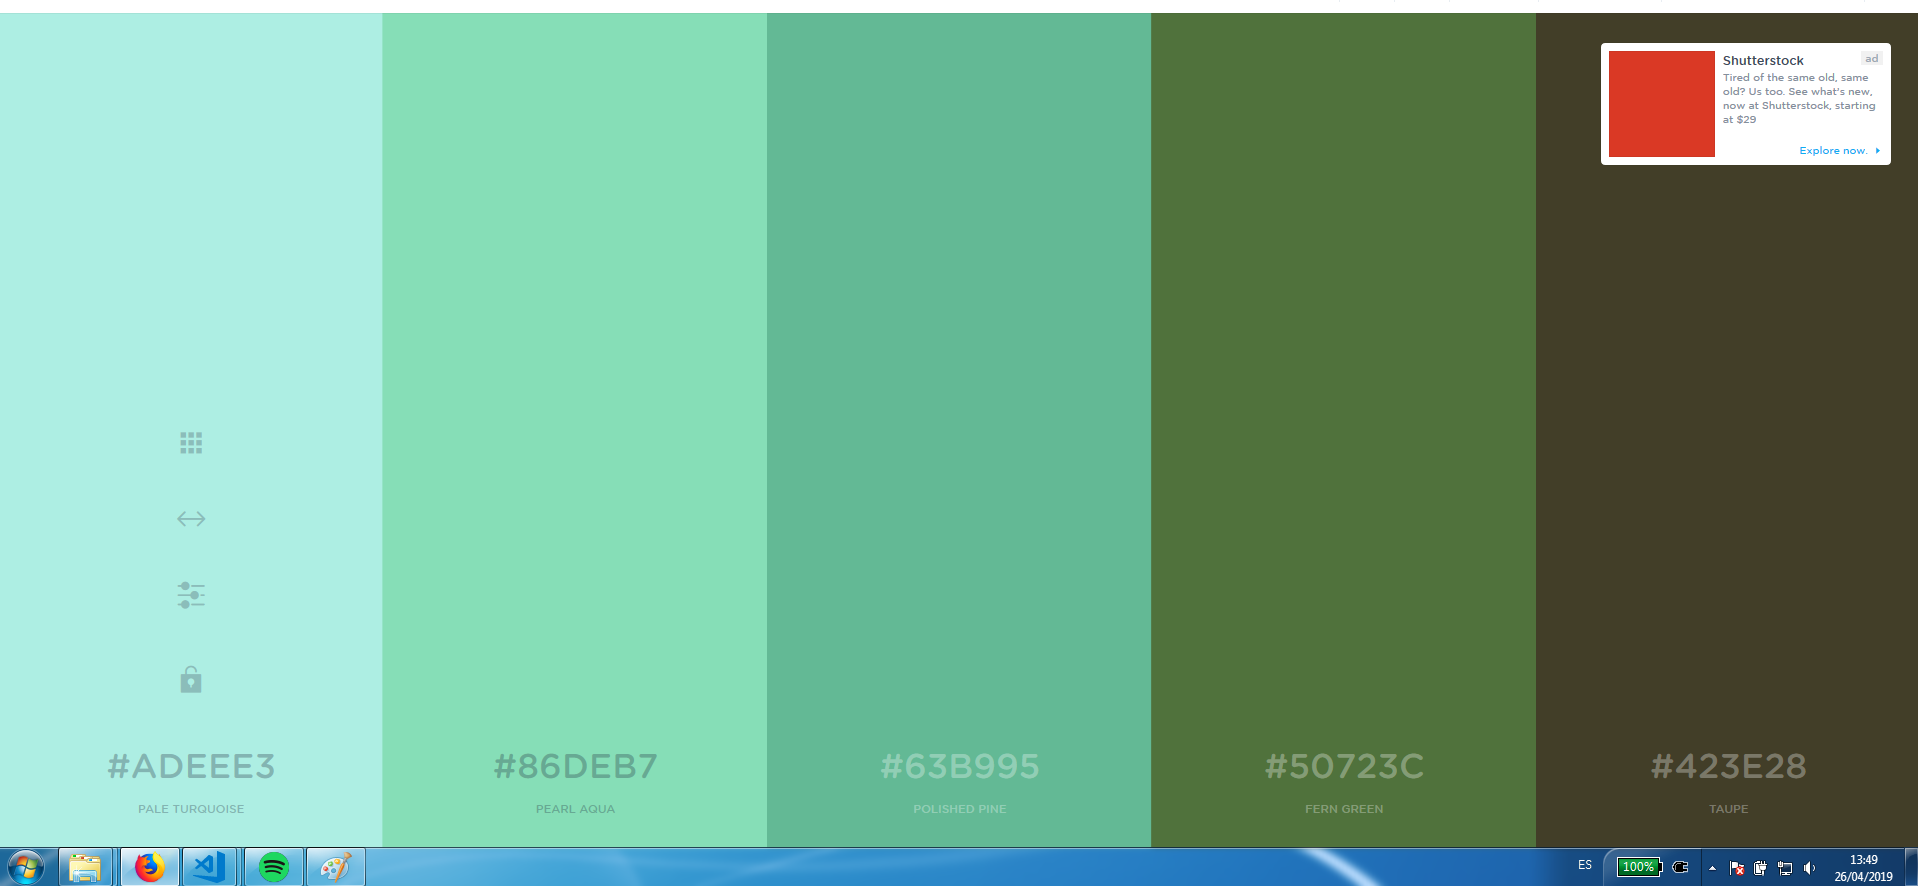 Shutterstock
ad
Tired of the same old, same
old? Us too. See what's new,
now at Shutterstock, starting
at $29
Explore now.
#ADEEE3
PALE TURQUOISE
#86DEB7
PEARL AQUA
#63B995
POLISHED PINE
#50723C
FERN GREEN
#423E28
TAUPE
ES
100%
13:49
26/04/2019